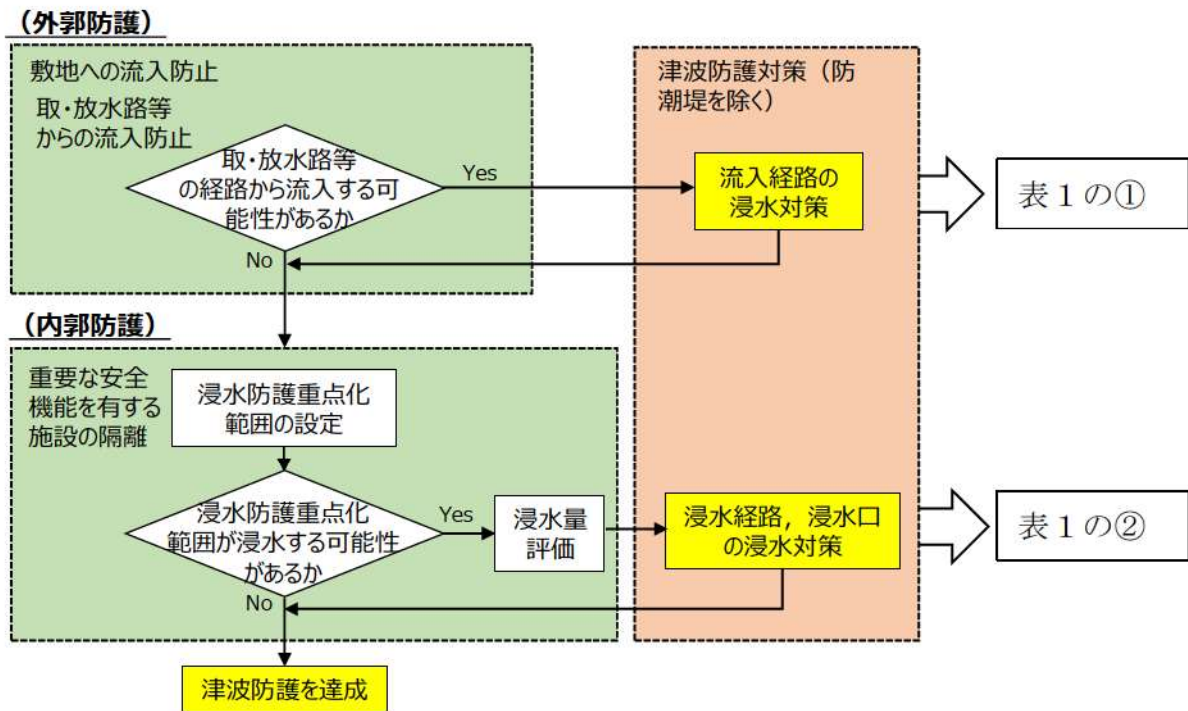 (外郭防護)
敷地への流入防止
取・放水路等
からの流入防止
取・放水路等
の経路から流入する可
能性があるか
Yes
No
津波防護対策(防
潮堤を除く)
流入経路の
浸水対策
表1の①
(内郭防護)
重要な安全
機能を有する
施設の隔離
浸水防護重点化
範囲の設定
浸水防護重点化
範囲が浸水する可能性
があるか
Yes
No
浸水量
評価
浸水経路,浸水口
の浸水対策
表1の②
津波防護を達成